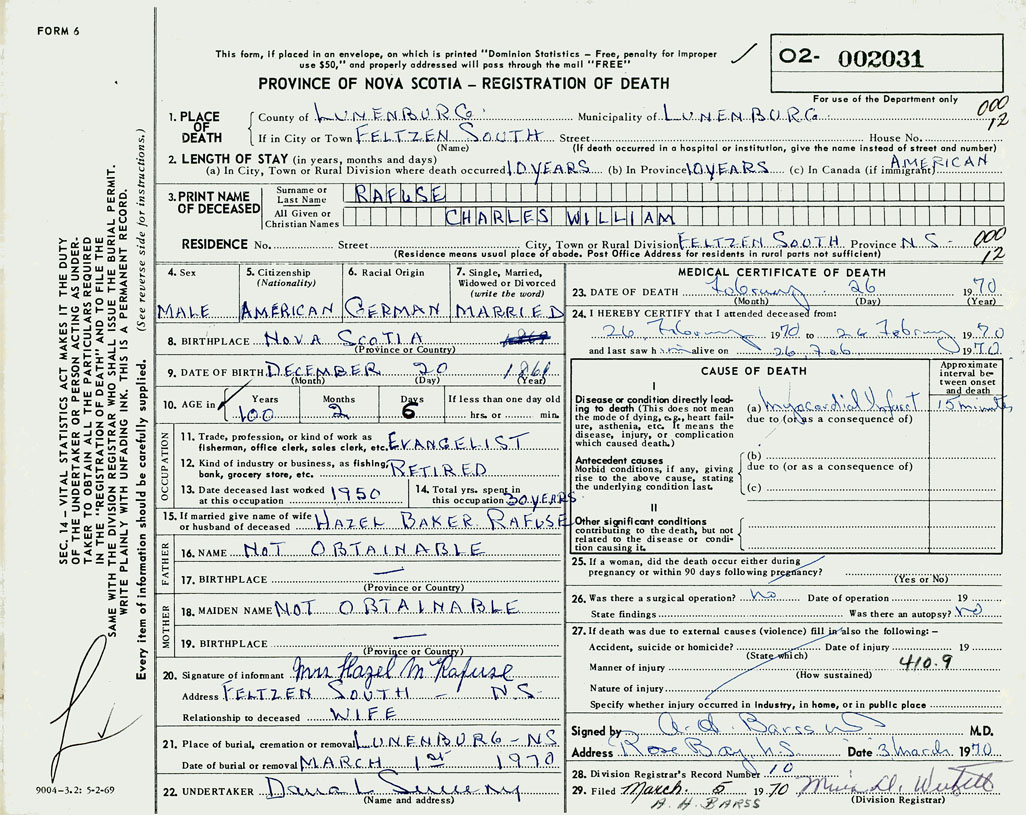 FORM 6
This form, if placed in an envelope, on which is printed "Dominion Statistics – Free, penalty for improper
use $50," and properly addressed will pass through the mail "FREE"
PROVINCE OF NOVA SCOTIA – REGISTRATION OF DEATH
02- 002031
For use of the Department only
000
12
1. PLACE OF DEATH
County of LUNENBURG Municipality of LUNENBURG
If in City or Town FELTZEN SOUTH Street House No.
(Name) (If death occurred in a hospital or institution, give the name instead of street and number)
2. LENGTH OF STAY (in years, months and days)
(a) In City, Town or Rural Division where death occurred 10 YEARS (b) In Province 10 YEARS (c) In Canada (if immigrant) AMERICAN
3. PRINT NAME OF DECEASED
Surname or Last Name RAFUSE
All Given or Christian Names CHARLES WILLIAM
RESIDENCE No. Street City, Town or Rural Division FELTZEN SOUTH Province N S - 000
12
(Residence means usual place of abode. Post Office Address for residents in rural parts not sufficient)
4. Sex
MALE
5. Citizenship
(Nationality)
AMERICAN
6. Racial Origin
GERMAN
7. Single, Married,
Widowed or Divorced
(write the word)
MARRIED
8. BIRTHPLACE NOVA SCOTIA
(Province or Country)
9. DATE OF BIRTH DECEMBER 20
(Month) (Day) (Year)
10. AGE in
Years Months Days If less than one day old
100 2 6 hrs. or min.
OCCUPATION
11. Trade, profession, or kind of work as
fisherman, office clerk, sales clerk, etc. EVANGELIST
12. Kind of industry or business, as fishing,
bank, grocery store, etc. RETIRED
13. Date deceased last worked
at this occupation 1950
14. Total yrs. spent in
this occupation 30 YEARS
15. If married give name of wife
or husband of deceased HAZEL BAKER RAFUSE
FATHER
16. NAME NOT OBTAINABLE
17. BIRTHPLACE —
(Province or Country)
MOTHER
18. MAIDEN NAME NOT OBTAINABLE
19. BIRTHPLACE —
(Province or Country)
20. Signature of informant Mrs Hazel M Rafuse
Address FELTZEN SOUTH – N.S-
Relationship to deceased WIFE
21. Place of burial, cremation or removal LUNENBURG - NS
Date of burial or removal MARCH 1st 1970
22. UNDERTAKER Dana L Sweeny
(Name and address)
MEDICAL CERTIFICATE OF DEATH
23. DATE OF DEATH February 26 1970
(Month) (Day) (Year)
24. I HEREBY CERTIFY that I attended deceased from:
26 February 1970 to 26 February 1970
and last saw him alive on 26 Feb 1970
CAUSE OF DEATH
Approximate
interval be-
tween onset
and death
I
Disease or condition directly lead-
ing to death (This does not mean
the mode of dying, e.g., heart fail-
ure, asthenia, etc. It means the
disease, injury, or complication
which caused death.)
(a) Myocardial Infarct 15 minutes
due to (or as a consequence of)
Antecedent causes
Morbid conditions, if any, giving
rise to the above cause, stating
the underlying condition last.
(b)
due to (or as a consequence of)
(c)
II
Other significant conditions
contributing to the death, but not
related to the disease or condi-
tion causing it.
25. If a woman, did the death occur either during
pregnancy or within 90 days following pregnancy?
(Yes or No)
26. Was there a surgical operation? No Date of operation 19
State findings Was there an autopsy? No
27. If death was due to external causes (violence) fill in also the following: –
Accident, suicide or homicide? Date of injury 19
(State which)
410.9
Manner of injury
(How sustained)
Nature of injury
Specify whether injury occurred in industry, in home, or in public place
Signed by Barss M.D.
Address Rose Bay N.S. Date 3 March 1970
28. Division Registrar's Record Number 10
29. Filed March 5 1970
(Division Registrar)
A. H. BARSS
SEC. 14 – VITAL STATISTICS ACT MAKES IT THE DUTY
OF THE UNDERTAKER OR PERSON ACTING AS UNDER-
TAKER TO OBTAIN ALL THE PARTICULARS REQUIRED
IN THE "REGISTRATION OF DEATH" AND TO FILE THE
SAME WITH THE DIVISION REGISTRAR WHO SHALL ISSUE THE BURIAL PERMIT.
WRITE PLAINLY WITH UNFADING INK. THIS IS A PERMANENT RECORD.
Every item of information should be carefully supplied. (See reverse side for instructions.)
9004-3.2: 5-2-69